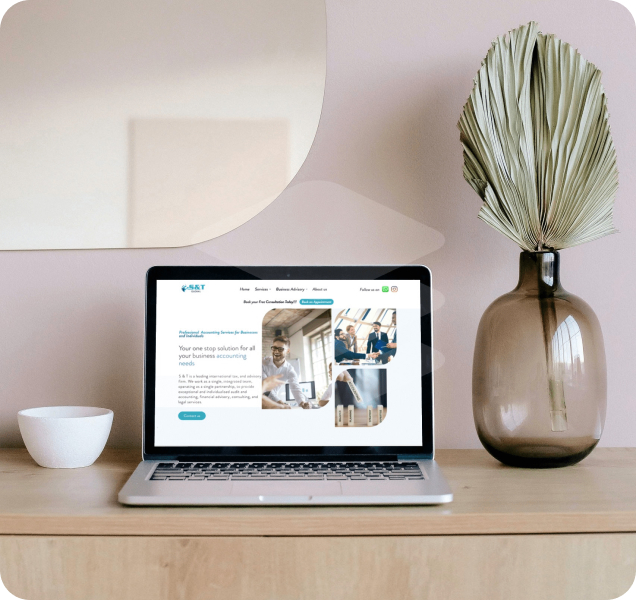 S&T
Home Services Business Advisory About us Follow us on
Book your Free Consultation Today!!! Book an Appointment
Professional Accounting Services for Businesses
and Individuals
Your one stop solution for all
your business accounting
needs
S & T is a leading international tax, and advisory
firm. We work as a single, integrated team,
operating as a single partnership, to provide
exceptional and individualized audit and
accounting, financial advisory, consulting, and
legal services.
Contact us